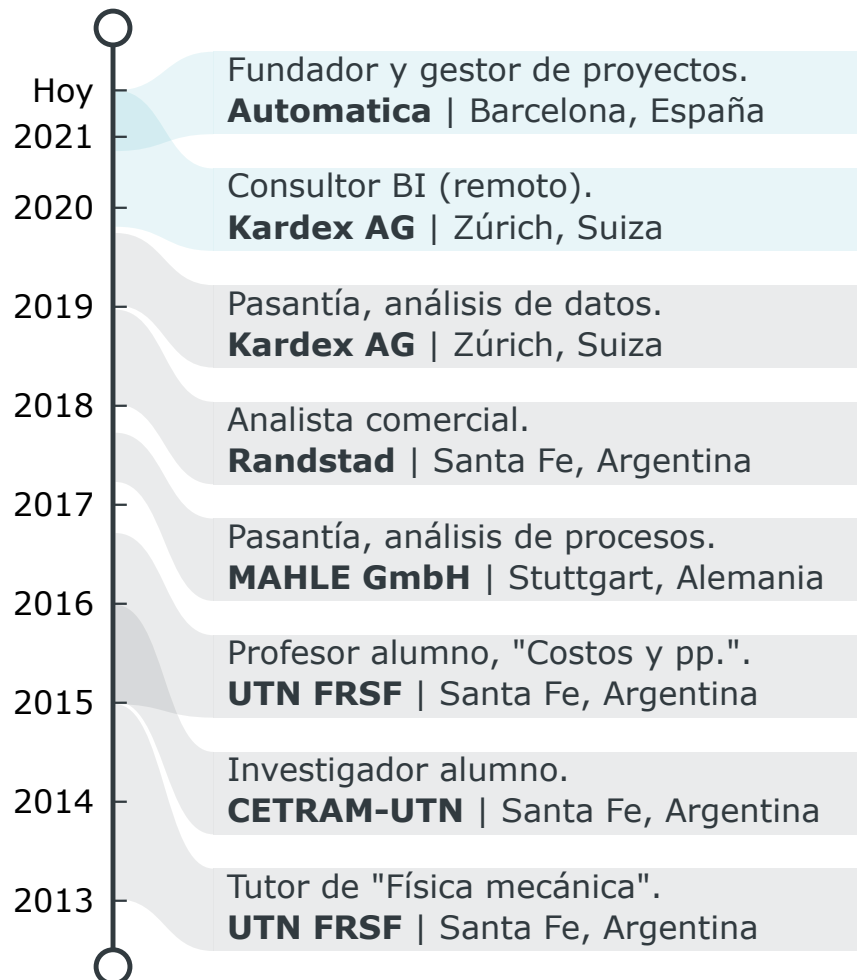 Hoy
2021
2020
2019
2018
2017
2016
2015
2014
2013
Fundador y gestor de proyectos.
Automatica | Barcelona, España
Consultor BI (remoto).
Kardex AG | Zúrich, Suiza
Pasantía, análisis de datos.
Kardex AG | Zúrich, Suiza
Analista comercial.
Randstad | Santa Fe, Argentina
Pasantía, análisis de procesos.
MAHLE GmbH | Stuttgart, Alemania
Profesor alumno, "Costos y pp.".
UTN FRSF | Santa Fe, Argentina
Investigador alumno.
CETRAM-UTN | Santa Fe, Argentina
Tutor de "Física mecánica".
UTN FRSF | Santa Fe, Argentina